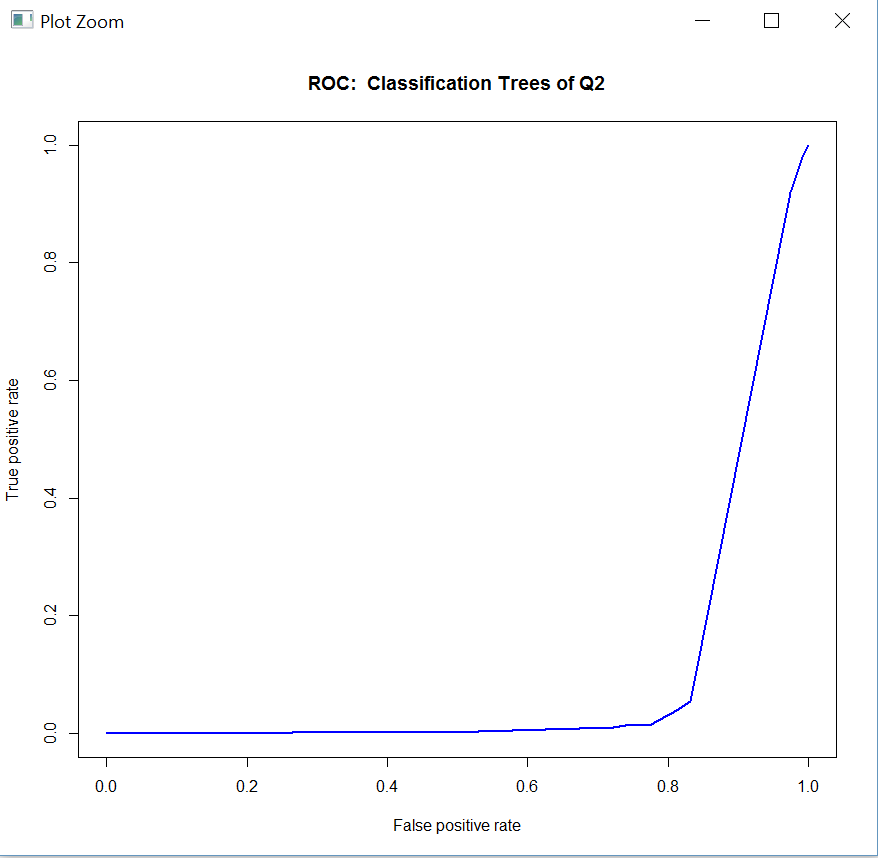 Plot Zoom
ROC:  Classification Trees of Q2
True positive rate
1.0
0.8
0.6
0.4
0.2
0.0
0.0 0.2 0.4 0.6 0.8 1.0
False positive rate